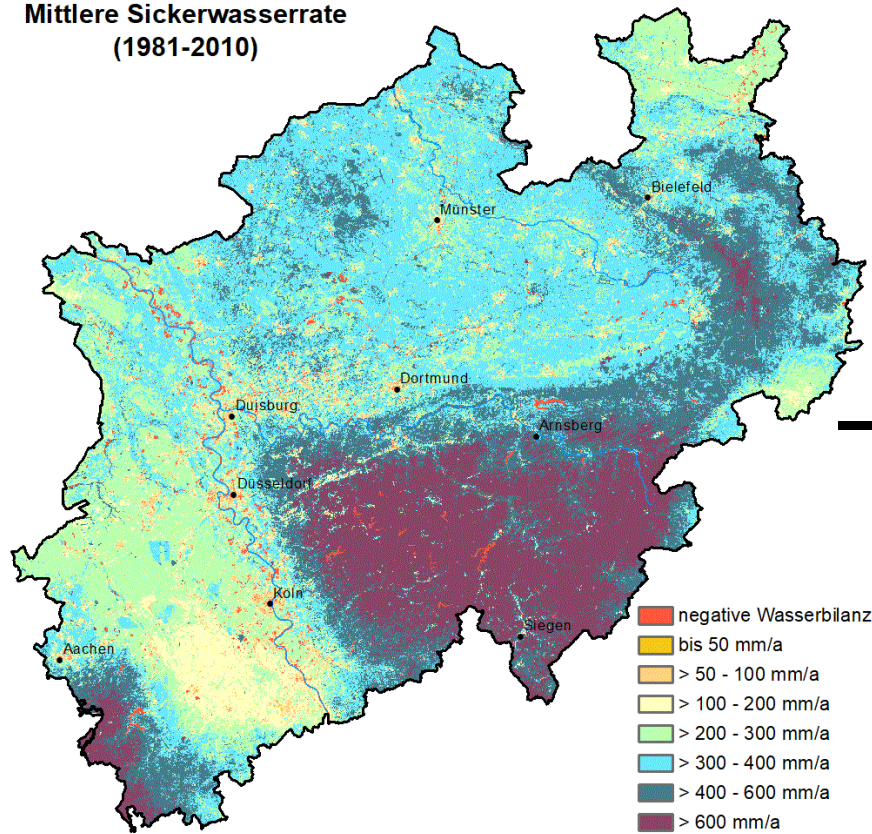 Mittlere Sickerwasserrate
(1981-2010)
Bielefeld
Münster
Dortmund
Duisburg
Arnsberg
Düsseldorf
Köln
Siegen
Aachen
negative Wasserbilanz
bis 50 mm/a
> 50 - 100 mm/a
> 100 - 200 mm/a
> 200 - 300 mm/a
> 300 - 400 mm/a
> 400 - 600 mm/a
> 600 mm/a